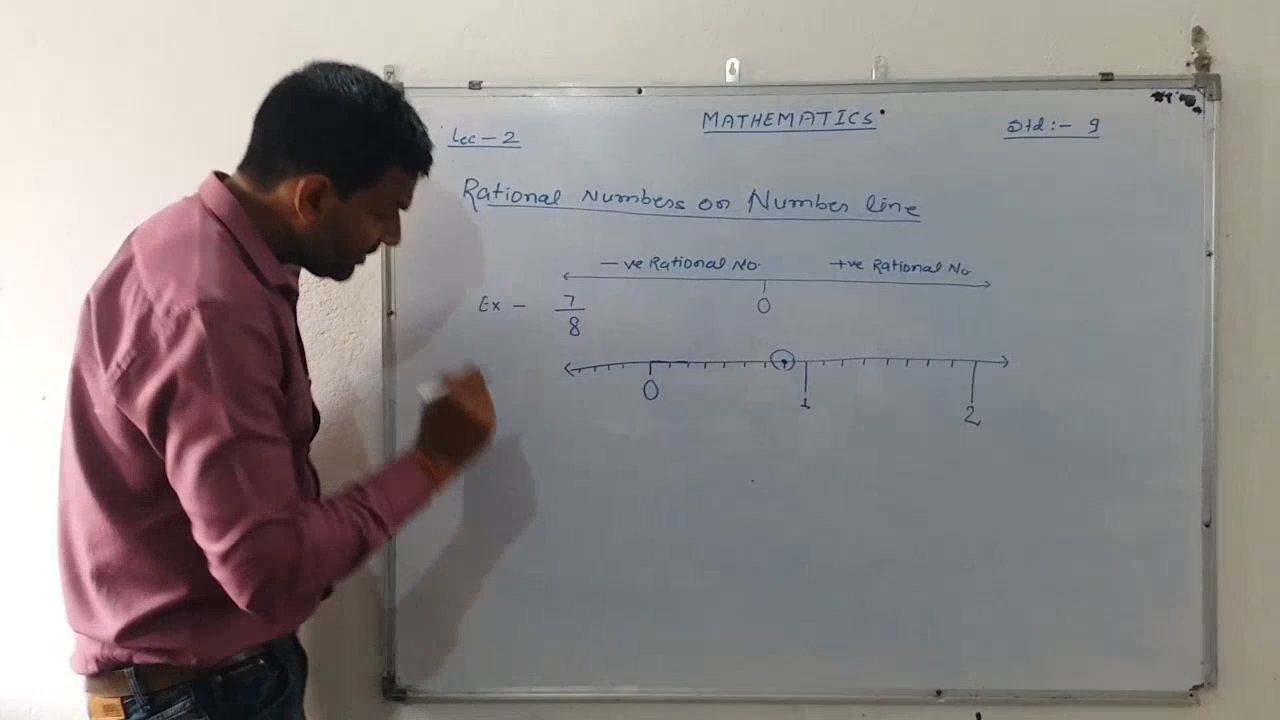 MATHEMATICS
Lec - 2
Std :- 9
Rational Numbers on Number line
-ve Rational No. +ve Rational No
0
Ex - 7/8
0 1 2